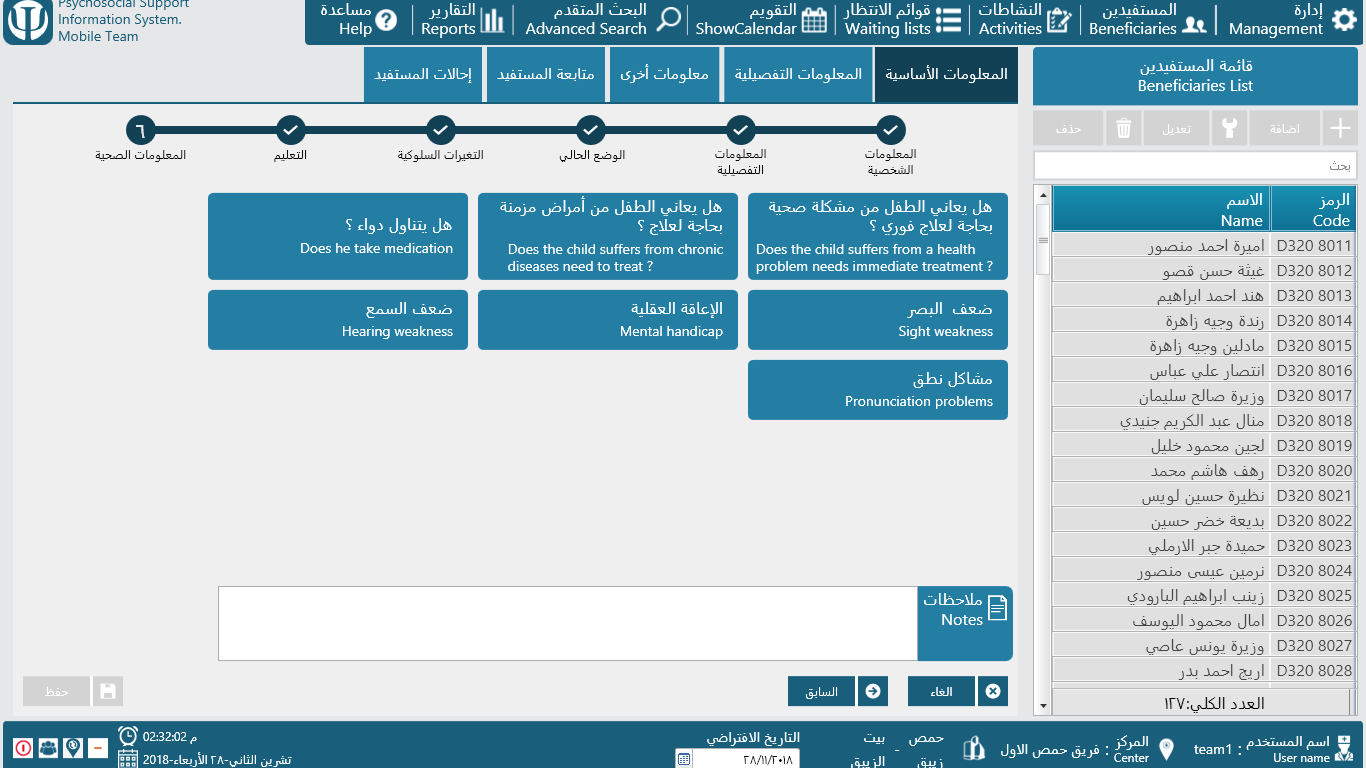 Psychosocial Support
Information System.
Mobile Team
إدارة
Management
المستفيدين
Beneficiaries
النشاطات
Activities
قوائم الانتظار
Waiting lists
التقويم
ShowCalendar
البحث المتقدم
Advanced Search
التقارير
Reports
مساعدة
Help
قائمة المستفيدين
Beneficiaries List
المعلومات الأساسية
المعلومات التفصيلية
معلومات أخرى
متابعة المستفيد
إحالات المستفيد
اضافة
تعديل
حذف
بحث
الرمز
Code
الاسم
Name
D320 8011 اميرة احمد منصور
D320 8012 غيثة حسن قصو
D320 8013 هند احمد ابراهيم
D320 8014 رندة وجيه زاهرة
D320 8015 مادلين وجيه زاهرة
D320 8016 انتصار علي عباس
D320 8017 وزيرة صالح سليمان
D320 8018 منال عبد الكريم جنيدي
D320 8019 لجين محمود خليل
D320 8020 رهف هاشم محمد
D320 8021 نظيرة حسين لويس
D320 8022 بديعة خضر حسين
D320 8023 حميدة جبر الارملي
D320 8024 نرمين عيسى منصور
D320 8025 زينب ابراهيم البارودي
D320 8026 امال محمود اليوسف
D320 8027 وزيرة يونس عاصي
D320 8028 اريج احمد بدر
العدد الكلي:١٢٧
المعلومات
الشخصية
المعلومات
التفصيلية
الوضع الحالي
التغيرات السلوكية
التعليم
٦
المعلومات الصحية
هل يعاني الطفل من مشكلة صحية
بحاجة لعلاج فوري ؟
Does the child suffers from a health
problem needs immediate treatment ?
هل يعاني الطفل من أمراض مزمنة
بحاجة لعلاج ؟
Does the child suffers from chronic
diseases need to treat ?
هل يتناول دواء ؟
Does he take medication
ضعف البصر
Sight weakness
الإعاقة العقلية
Mental handicap
ضعف السمع
Hearing weakness
مشاكل نطق
Pronunciation problems
ملاحظات
Notes
الغاء
السابق
حفظ
اسم المستخدم :
User name
team1
المركز :
Center
فريق حمص الاول
حمص - بيت
زيبق الزيبق
التاريخ الافتراضي
٢٨/١١/٢٠١٨
02:32:02 م
تشرين الثاني-٢٨ الأربعاء-2018